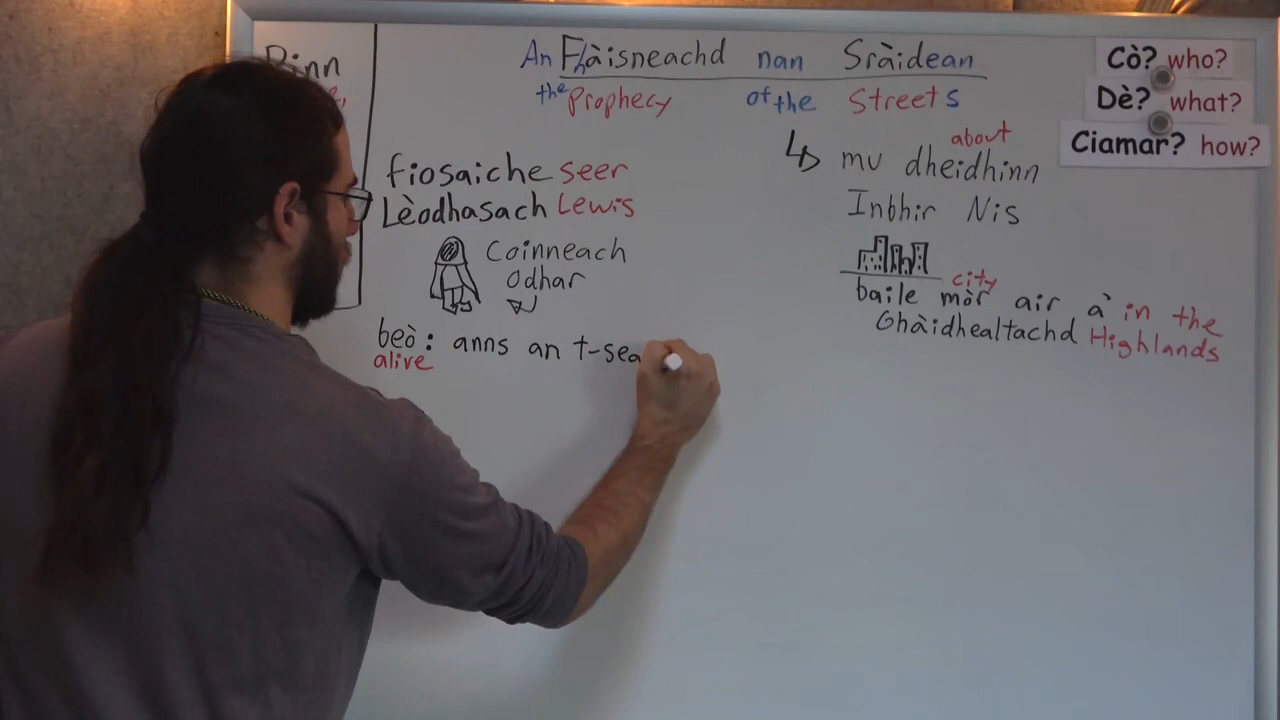 Rinn
An Fhàisneachd nan Sràidean
the Prophecy of the Streets
Cò? who?
Dè? what?
Ciamar? how?
fiosaiche seer
Lèodhasach Lewis
Coinneach
Odhar
beò: anns an t-sea
alive
about
mu dheidhinn
Inbhir Nis
city
baile mòr air a' in the
Ghàidhealtachd Highlands